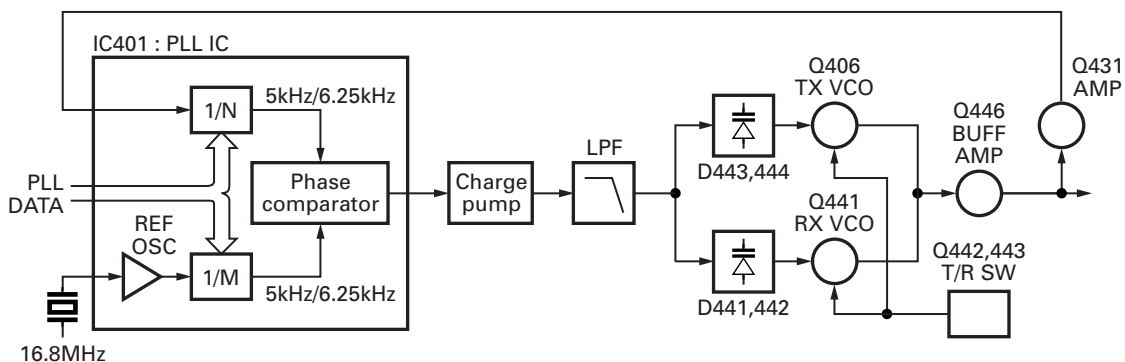 IC401 : PLL IC
1/N
5kHz/6.25kHz
PLL
DATA
REF
OSC
1/M
5kHz/6.25kHz
16.8MHz
Phase
comparator
Charge
pump
LPF
D443,444
D441,442
Q406
TX VCO
Q441
RX VCO
Q446
BUFF
AMP
Q431
AMP
Q442,443
T/R SW